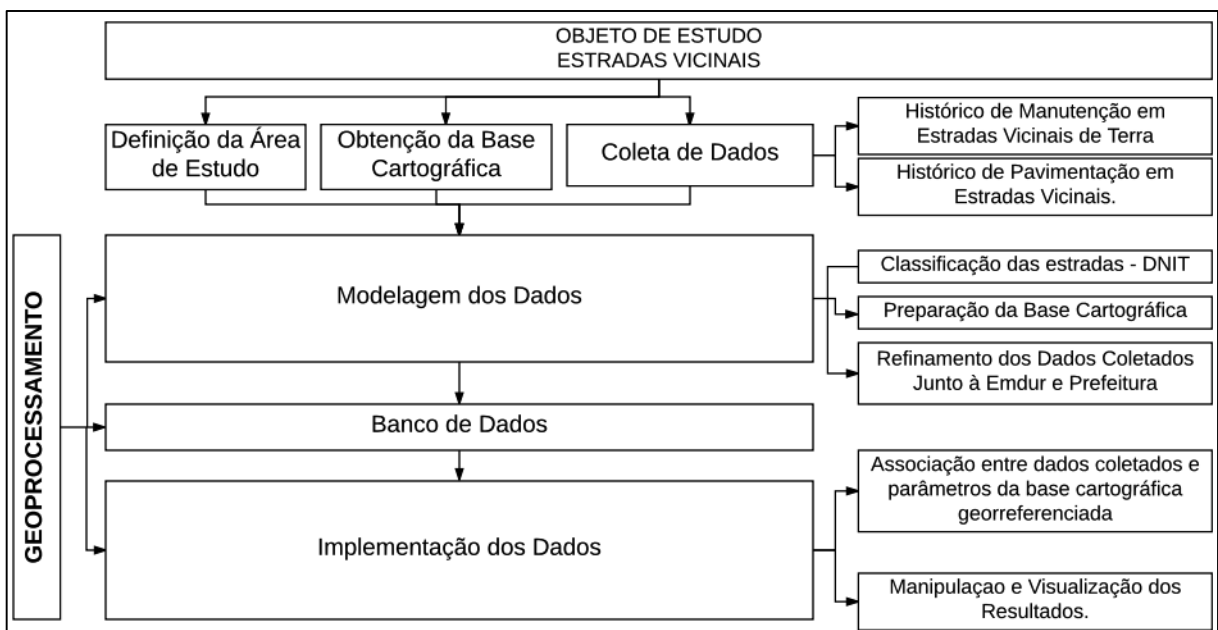 OBJETO DE ESTUDO
ESTRADAS VICINAIS
Definição da Área
de Estudo
Obtenção da Base
Cartográfica
Coleta de Dados
Histórico de Manutenção em
Estradas Vicinais de Terra
Histórico de Pavimentação em
Estradas Vicinais.
GEOPROCESSAMENTO
Modelagem dos Dados
Classificação das estradas - DNIT
Preparação da Base Cartográfica
Refinamento dos Dados Coletados
Junto à Emdur e Prefeitura
Banco de Dados
Implementação dos Dados
Associação entre dados coletados e
parâmetros da base cartográfica
georreferenciada
Manipulaçao e Visualização dos
Resultados.